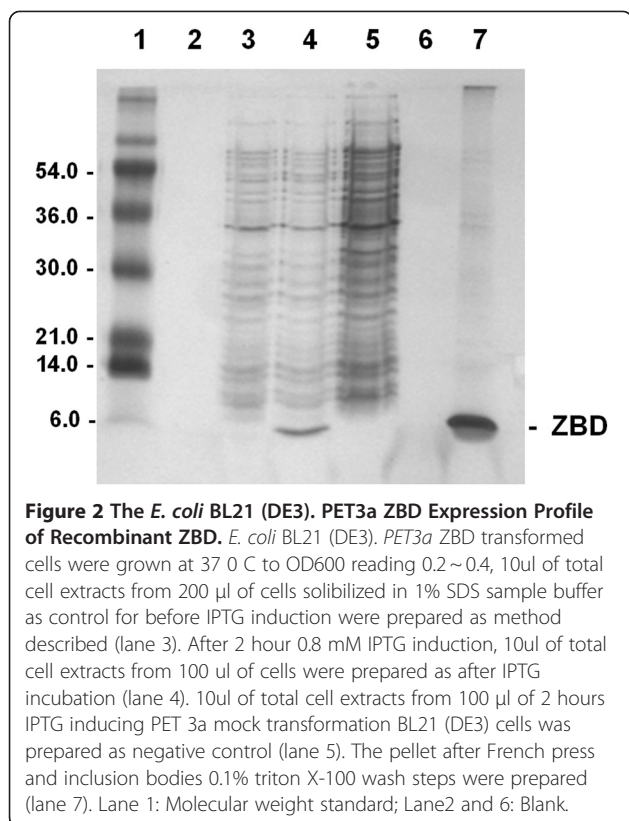 1 2 3 4 5 6 7
54.0 -
36.0 -
30.0 -
21.0 -
14.0 -
6.0 -
- ZBD
Figure 2 The E. coli BL21 (DE3). PET3a ZBD Expression Profile
of Recombinant ZBD. E. coli BL21 (DE3). PET3a ZBD transformed
cells were grown at 37 0 C to OD600 reading 0.2 ~ 0.4, 10ul of total
cell extracts from 200 μl of cells solibilized in 1% SDS sample buffer
as control for before IPTG induction were prepared as method
described (lane 3). After 2 hour 0.8 mM IPTG induction, 10ul of total
cell extracts from 100 ul of cells were prepared as after IPTG
incubation (lane 4). 10ul of total cell extracts from 100 μl of 2 hours
IPTG inducing PET 3a mock transformation BL21 (DE3) cells was
prepared as negative control (lane 5). The pellet after French press
and inclusion bodies 0.1% triton X-100 wash steps were prepared
(lane 7). Lane 1: Molecular weight standard; Lane2 and 6: Blank.